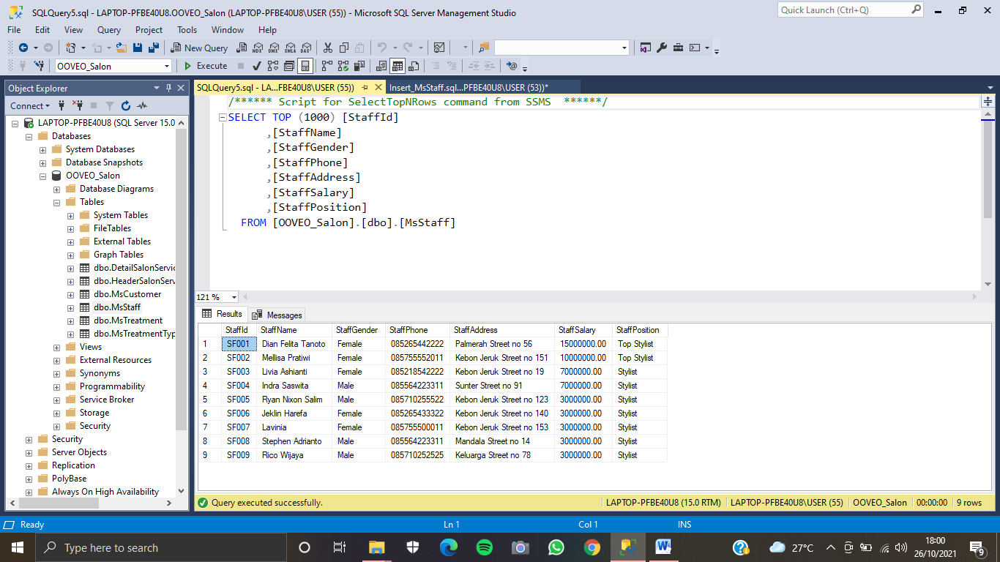 SQLQuery5.sql - LAPTOP-PFBE40U8.OOVEO_Salon (LAPTOP-PFBE40U8\USER (55)) - Microsoft SQL Server Management Studio
Quick Launch (Ctrl+Q)
File Edit View Query Project Tools Window Help
New Query MDX DMX XMLA DAX
OOVEO_Salon Execute
Object Explorer
Connect
LAPTOP-PFBE40U8 (SQL Server 15.0
Databases
System Databases
Database Snapshots
OOVEO_Salon
Database Diagrams
Tables
System Tables
FileTables
External Tables
Graph Tables
dbo.DetailSalonServic
dbo.HeaderSalonServ
dbo.MsCustomer
dbo.MsStaff
dbo.MsTreatment
dbo.MsTreatmentTyp
Views
External Resources
Synonyms
Programmability
Service Broker
Storage
Security
Security
Server Objects
Replication
PolyBase
Always On High Availability
SQLQuery5.sql - LA...FBE40U8\USER (55)) Insert_MsStaff.sql...P-PFBE40U8\USER (53))*
/****** Script for SelectTopNRows command from SSMS ******/
SELECT TOP (1000) [StaffId]
,[StaffName]
,[StaffGender]
,[StaffPhone]
,[StaffAddress]
,[StaffSalary]
,[StaffPosition]
FROM [OOVEO_Salon].[dbo].[MsStaff]
121 %
Results Messages
StaffId StaffName StaffGender StaffPhone StaffAddress StaffSalary StaffPosition
1 SF001 Dian Felita Tanoto Female 085265442222 Palmerah Street no 56 15000000.00 Top Stylist
2 SF002 Mellisa Pratiwi Female 085755552011 Kebon Jeruk Street no 151 10000000.00 Top Stylist
3 SF003 Livia Ashianti Female 085218542222 Kebon Jeruk Street no 19 7000000.00 Stylist
4 SF004 Indra Saswita Male 085564223311 Sunter Street no 91 7000000.00 Stylist
5 SF005 Ryan Nixon Salim Male 085710255522 Kebon Jeruk Street no 123 3000000.00 Stylist
6 SF006 Jeklin Harefa Female 085265433322 Kebon Jeruk Street no 140 3000000.00 Stylist
7 SF007 Lavinia Female 085755500011 Kebon Jeruk Street no 153 3000000.00 Stylist
8 SF008 Stephen Adrianto Male 085564223311 Mandala Street no 14 3000000.00 Stylist
9 SF009 Rico Wijaya Male 085710252525 Keluarga Street no 78 3000000.00 Stylist
Query executed successfully. LAPTOP-PFBE40U8 (15.0 RTM) LAPTOP-PFBE40U8\USER (55) OOVEO_Salon 00:00:00 9 rows
Ready Ln 1 Col 1 INS
Type here to search
27°C
18:00
26/10/2021
9